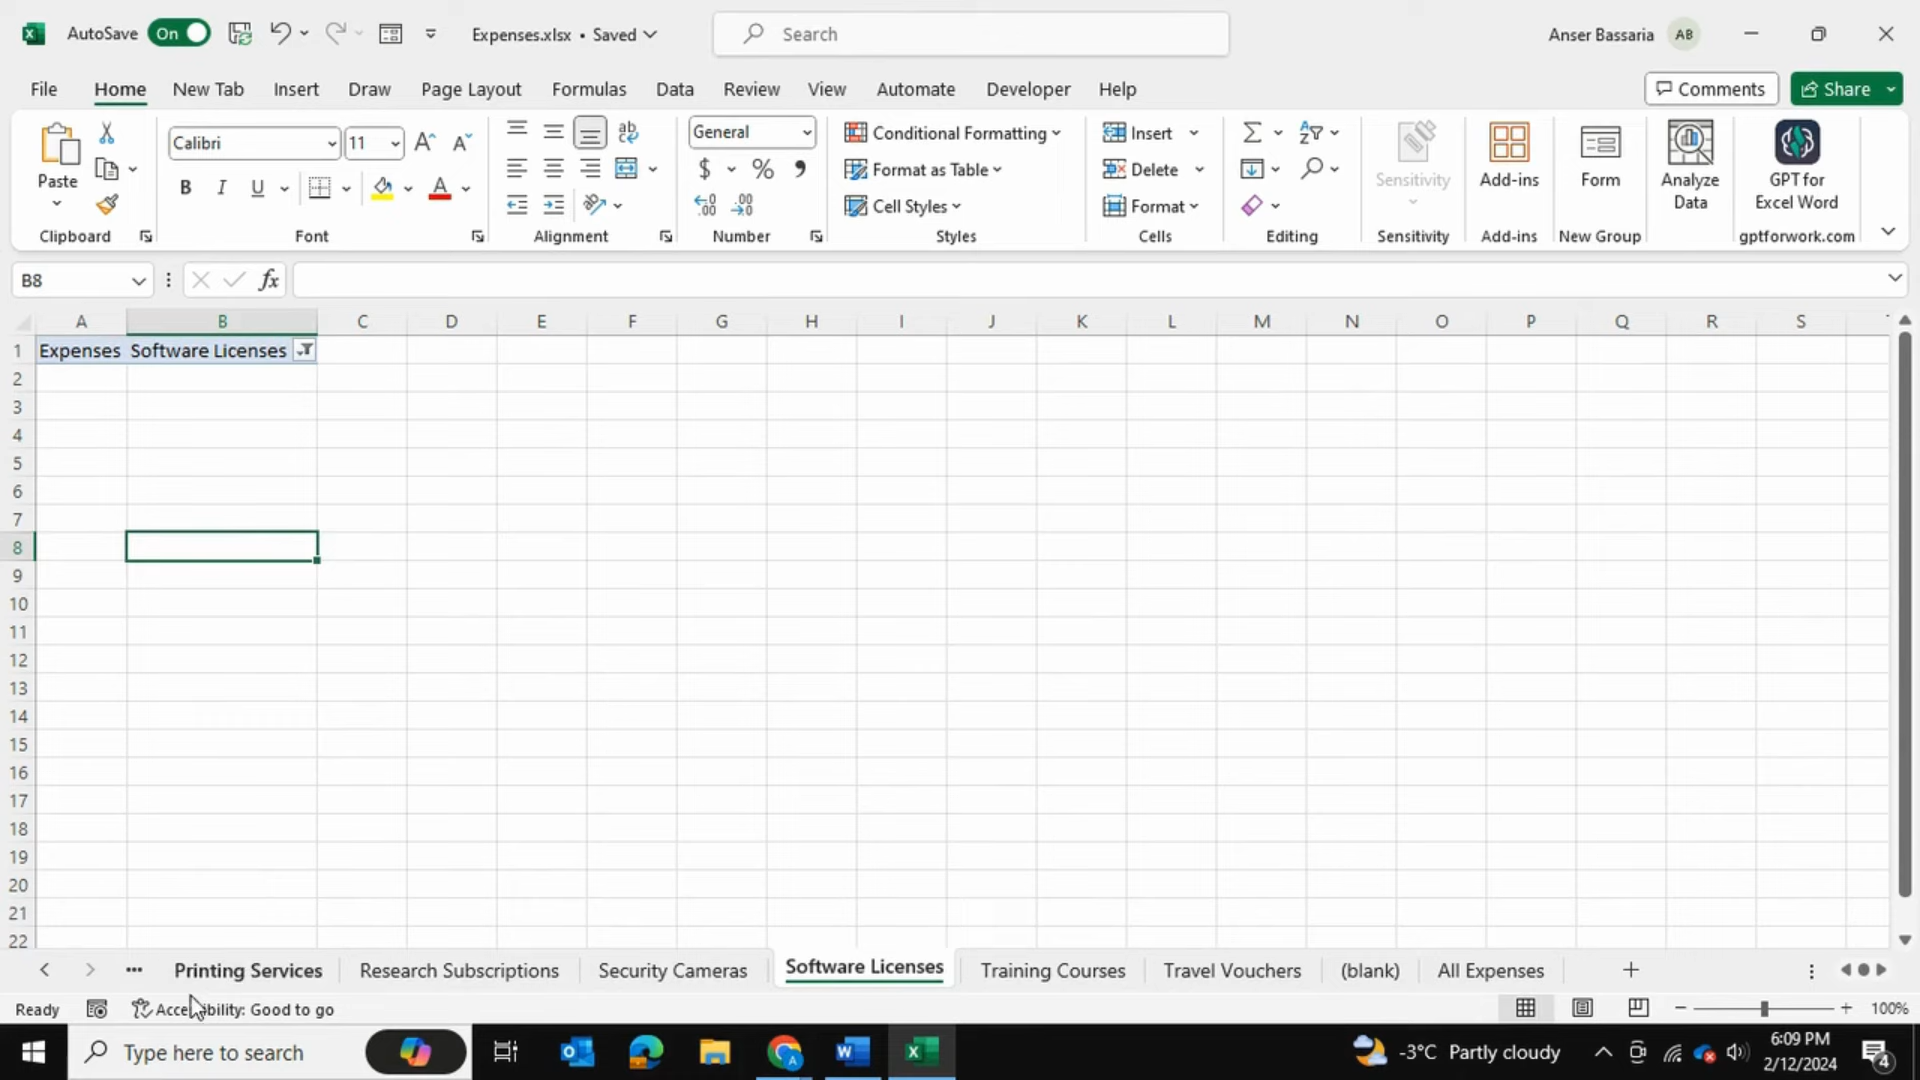 AutoSave On Expenses.xlsx • Saved Search Anser Bassaria AB
File Home New Tab Insert Draw Page Layout Formulas Data Review View Automate Developer Help Comments Share
Paste Calibri 11 General Conditional Formatting Insert
Format as Table Delete Sensitivity Add-ins Form Analyze Data GPT for Excel Word
B I U A $ % Cell Styles Format
Clipboard Font Alignment Number Styles Cells Editing Sensitivity Add-ins New Group gptforwork.com
B8 fx
A B C D E F G H I J K L M N O P Q R S
1 Expenses Software Licenses
2
3
4
5
6
7
8
9
10
11
12
13
14
15
16
17
18
19
20
21
22
Printing Services Research Subscriptions Security Cameras Software Licenses Training Courses Travel Vouchers (blank) All Expenses
Ready Accessibility: Good to go 100%
Type here to search -3°C Partly cloudy 6:09 PM
2/12/2024 4